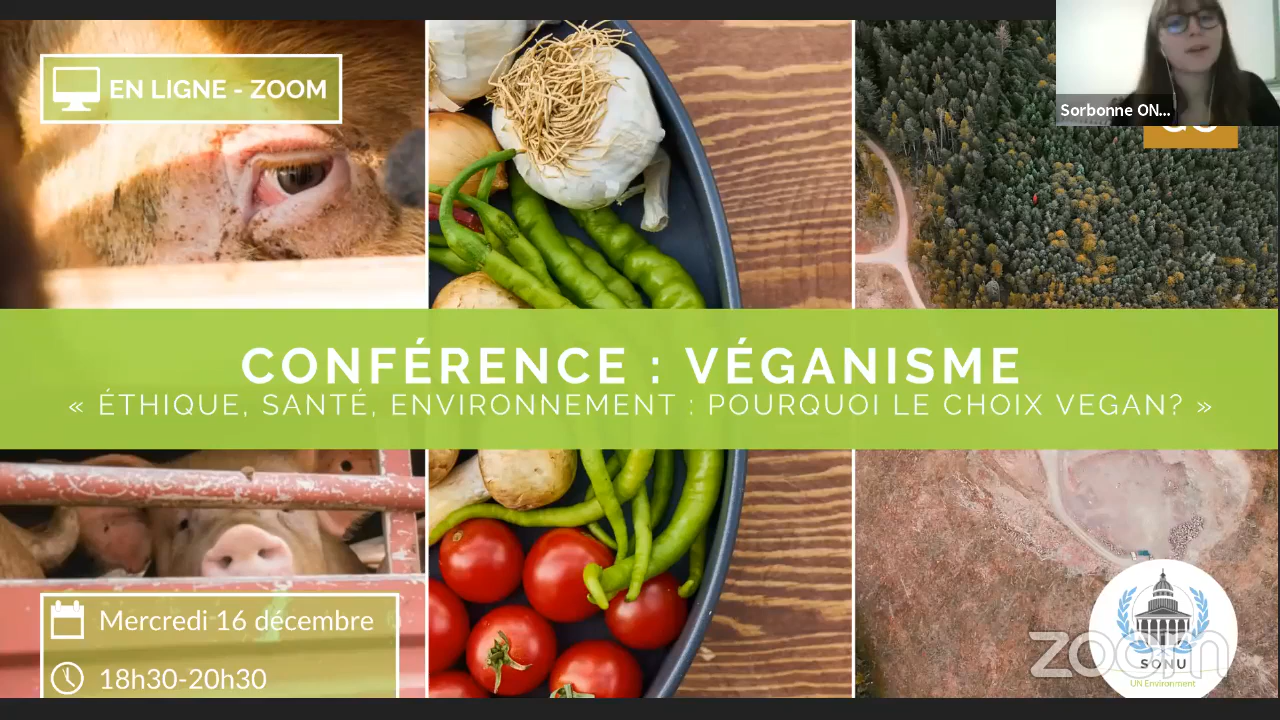 EN LIGNE - ZOOM
Sorbonne ON...
CONFÉRENCE : VÉGANISME
« ÉTHIQUE, SANTÉ, ENVIRONNEMENT : POURQUOI LE CHOIX VEGAN? »
Mercredi 16 décembre
18h30-20h30
zoom
SONU
UN Environment